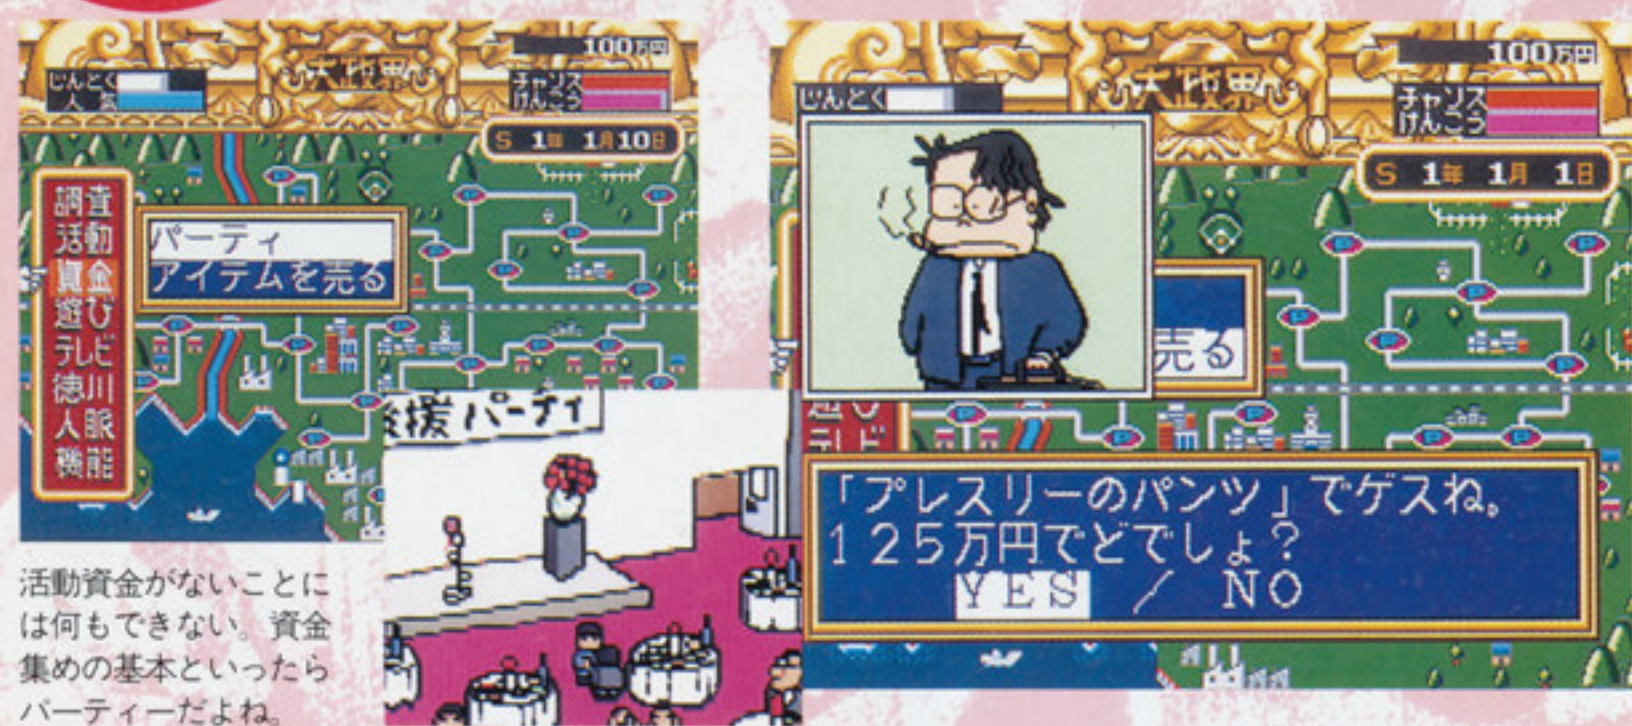 100万円
大政界
じんとく
人気
チャンス
けんこう
S 1年 1月10日
調査
活動
資金
遊び
テレビ
徳川
人脈
機能
パーティ
アイテムを売る
後援パーティ
活動資金がないことに
は何もできない。資金
集めの基本といったら
パーティーだよね。
100万円
大政界
じんとく
チャンス
けんこう
S 1年 1月 1日
売る
「プレスリーのパンツ」でゲスね。
125万円でどでしょ？
YES / NO